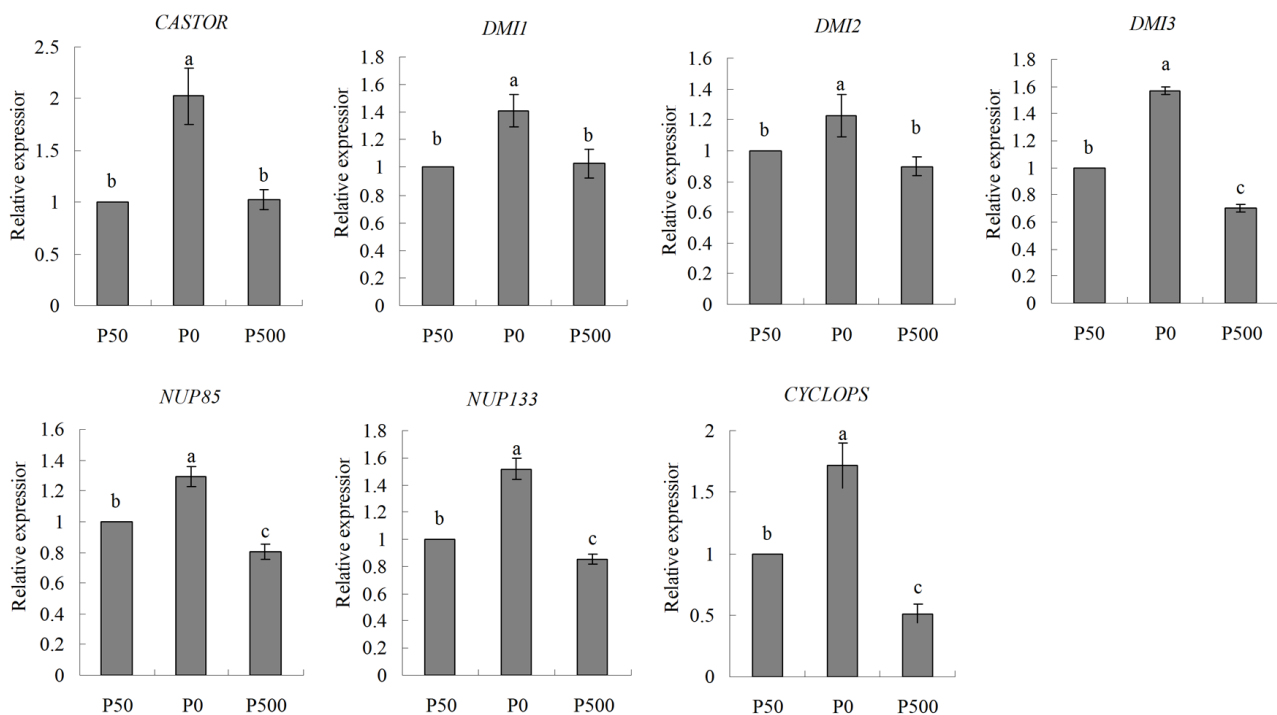 CASTOR
2.5
2
1.5
1
0.5
0
Relative expressior
b
a
b
P50 P0 P500
DMI1
1.8
1.6
1.4
1.2
1
0.8
0.6
0.4
0.2
0
Relative expressior
b
a
b
P50 P0 P500
DMI2
1.6
1.4
1.2
1
0.8
0.6
0.4
0.2
0
Relative expressior
b
a
b
P50 P0 P500
DMI3
1.8
1.6
1.4
1.2
1
0.8
0.6
0.4
0.2
0
Relative expressior
b
a
c
P50 P0 P500
NUP85
1.6
1.4
1.2
1
0.8
0.6
0.4
0.2
0
Relative expressior
b
a
c
P50 P0 P500
NUP133
1.8
1.6
1.4
1.2
1
0.8
0.6
0.4
0.2
0
Relative expressior
b
a
c
P50 P0 P500
CYCLOPS
2
1.5
1
0.5
0
Relative expressior
b
a
c
P50 P0 P500